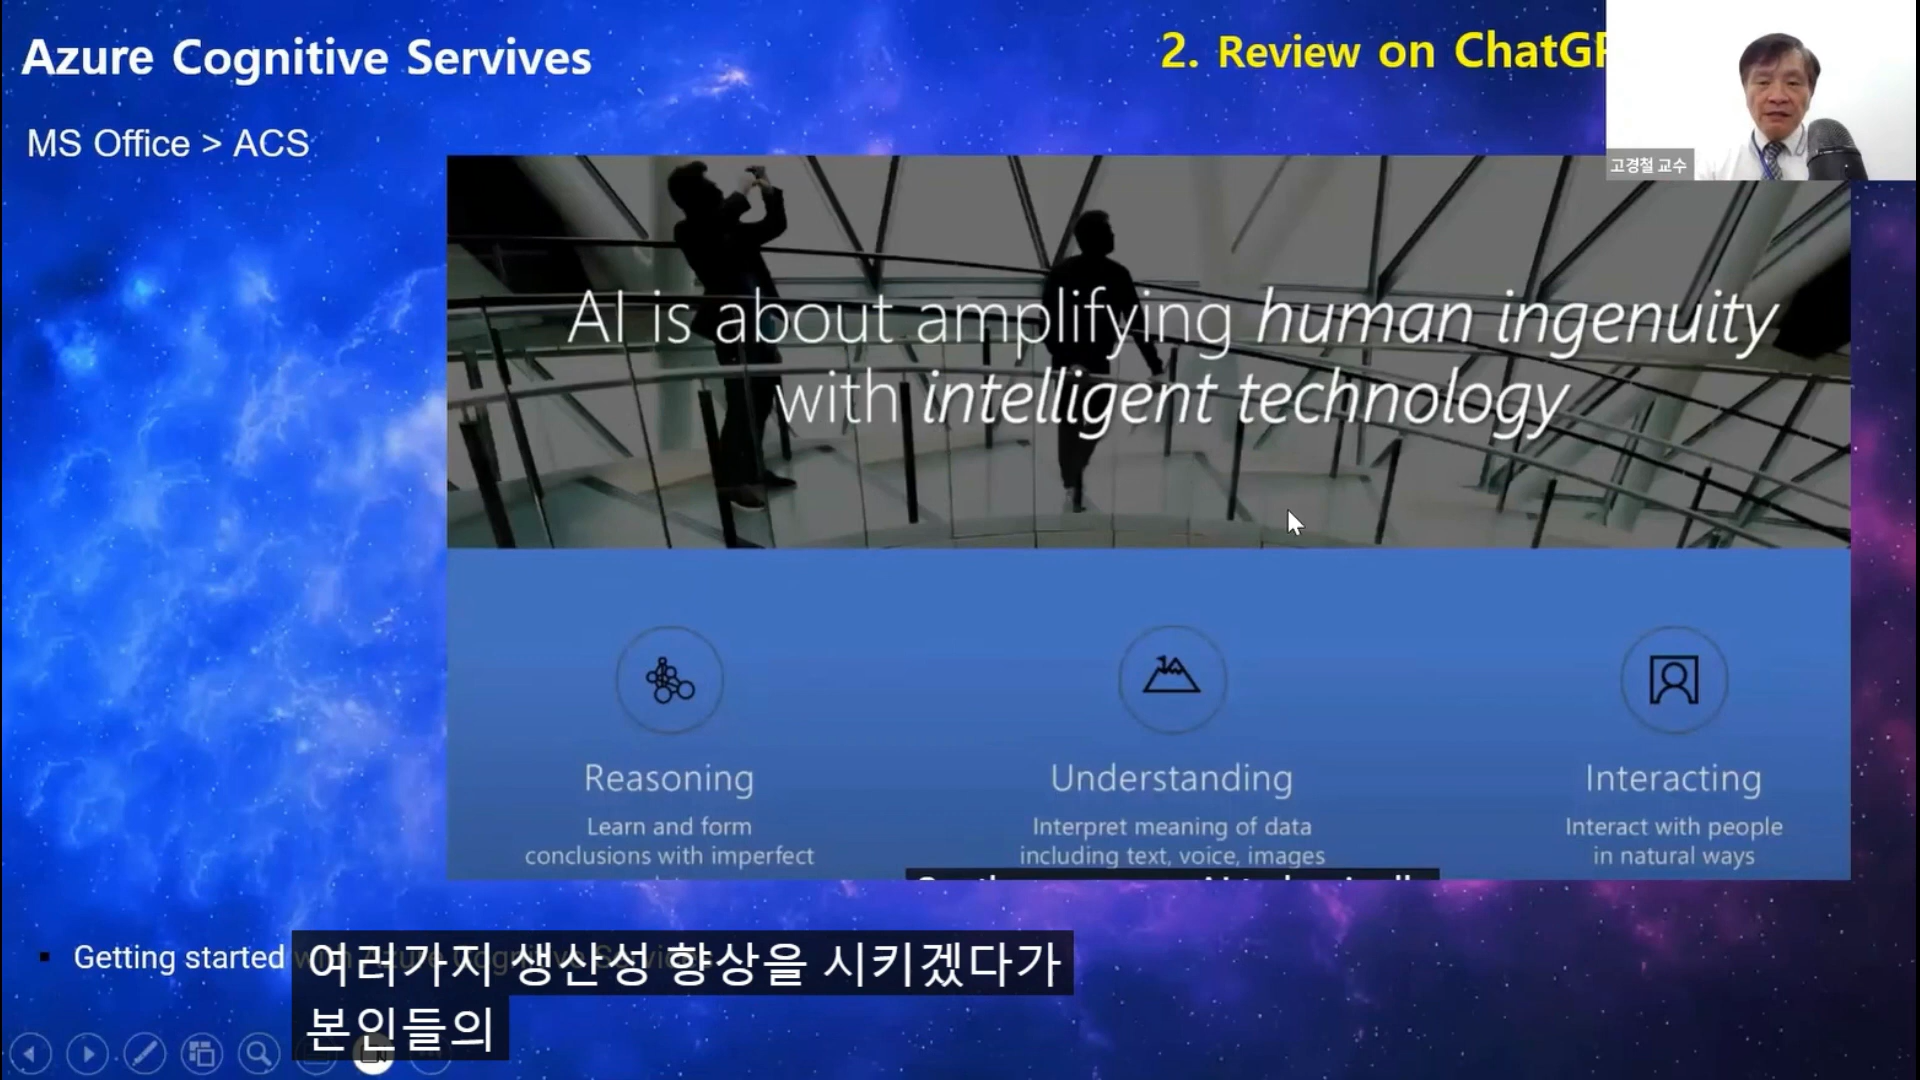 Azure Cognitive Servives
2. Review on ChatG
MS Office > ACS
고경철 교수
AI is about amplifying human ingenuity
with intelligent technology
Reasoning
Learn and form
conclusions with imperfect
Understanding
Interpret meaning of data
including text, voice, images
Interacting
Interact with people
in natural ways
▪ Getting started
여러가지 생산성 향상을 시키겠다가
본인들의